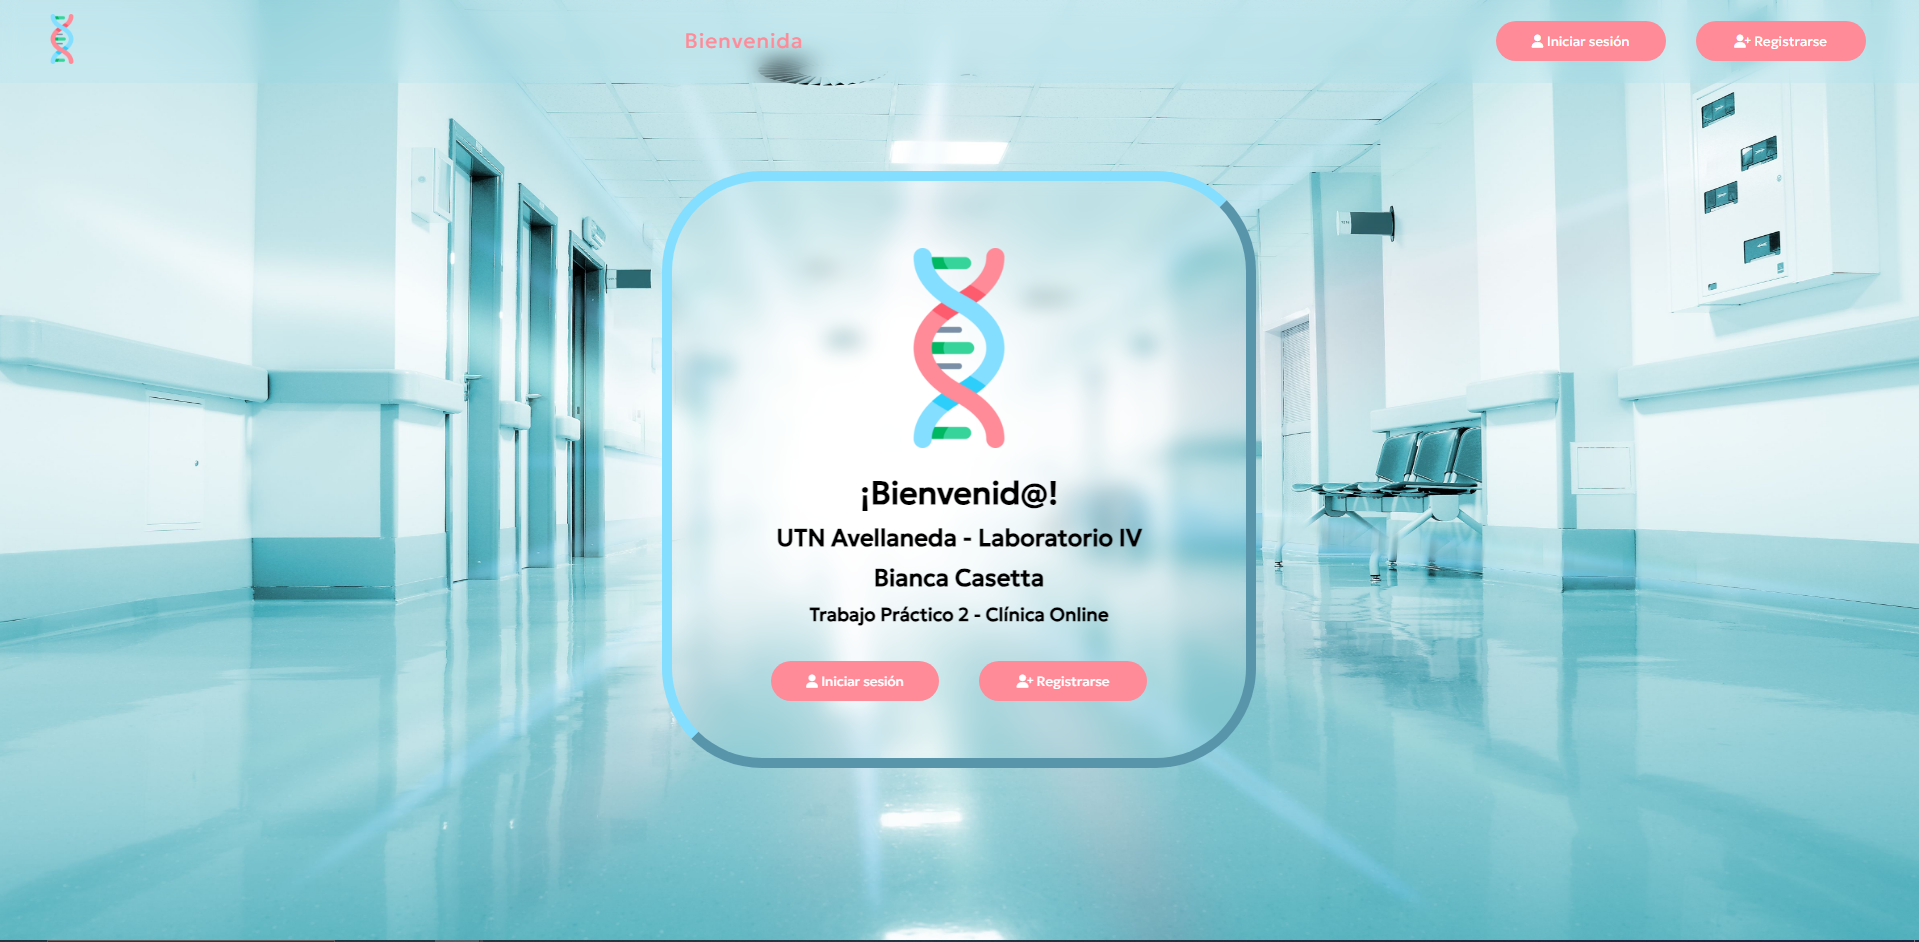 Bienvenida
Iniciar sesión
Registrarse
¡Bienvenid@!
UTN Avellaneda - Laboratorio IV
Bianca Casetta
Trabajo Práctico 2 - Clínica Online
Iniciar sesión
Registrarse